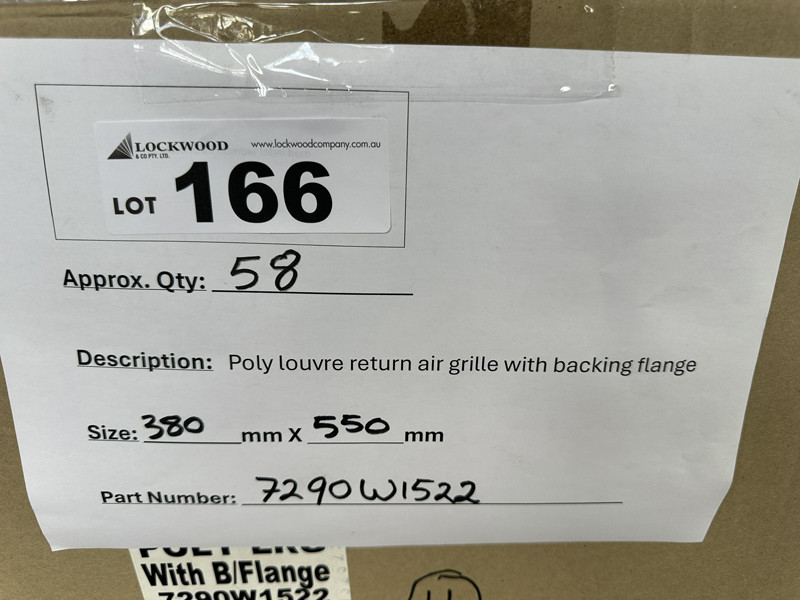 LOCKWOOD www.lockwoodcompany.com.au
& CO PTY. LTD.
LOT 166
Approx. Qty: 58
Description: Poly louvre return air grille with backing flange
Size: 380 mm X 550 mm
Part Number: 7290W1522
With B/Flange
7290W1522